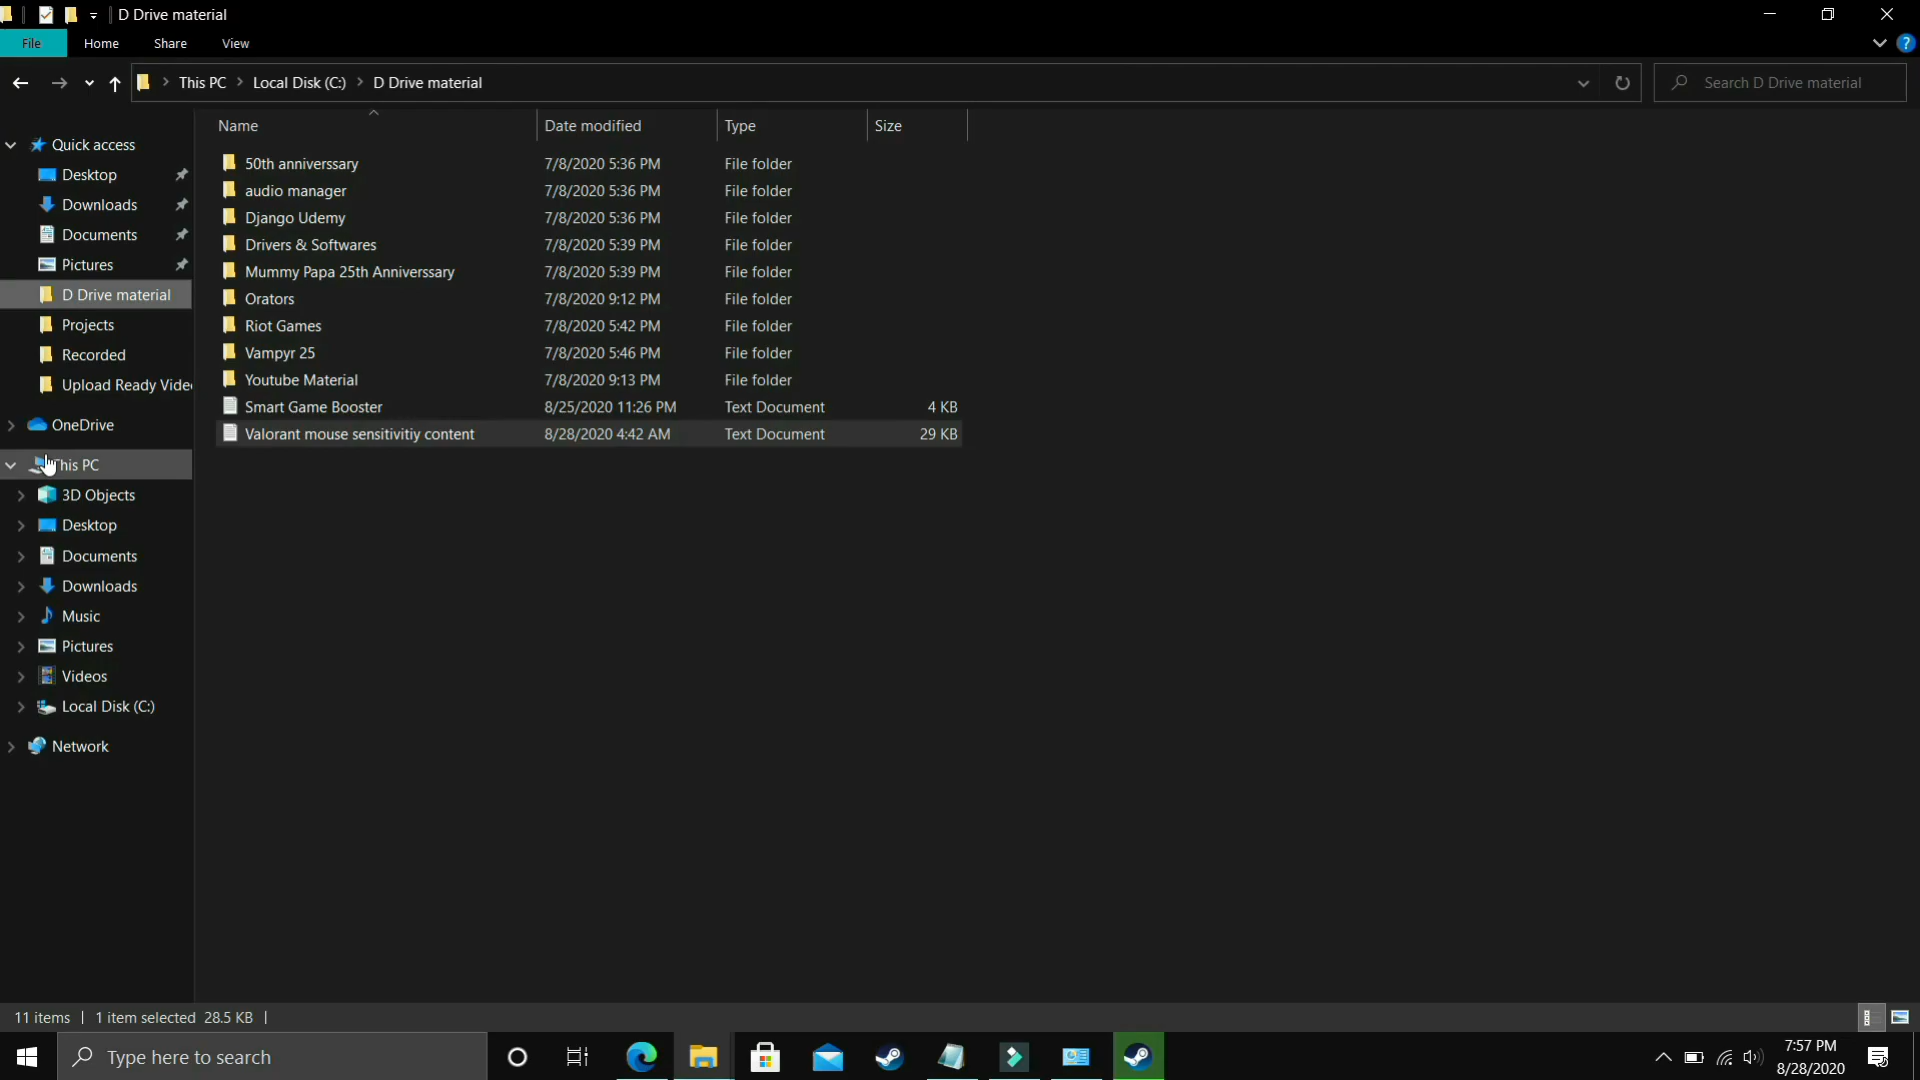 D Drive material
File Home Share View
This PC Local Disk (C:) D Drive material
Search D Drive material
Name Date modified Type Size
50th anniverssary 7/8/2020 5:36 PM File folder
audio manager 7/8/2020 5:36 PM File folder
Django Udemy 7/8/2020 5:36 PM File folder
Drivers & Softwares 7/8/2020 5:39 PM File folder
Mummy Papa 25th Anniverssary 7/8/2020 5:39 PM File folder
Orators 7/8/2020 9:12 PM File folder
Riot Games 7/8/2020 5:42 PM File folder
Vampyr 25 7/8/2020 5:46 PM File folder
Youtube Material 7/8/2020 9:13 PM File folder
Smart Game Booster 8/25/2020 11:26 PM Text Document 4 KB
Valorant mouse sensitivitiy content 8/28/2020 4:42 AM Text Document 29 KB
Quick access
Desktop
Downloads
Documents
Pictures
D Drive material
Projects
Recorded
Upload Ready Vide
OneDrive
This PC
3D Objects
Desktop
Documents
Downloads
Music
Pictures
Videos
Local Disk (C:)
Network
11 items 1 item selected 28.5 KB
Type here to search
7:57 PM
8/28/2020